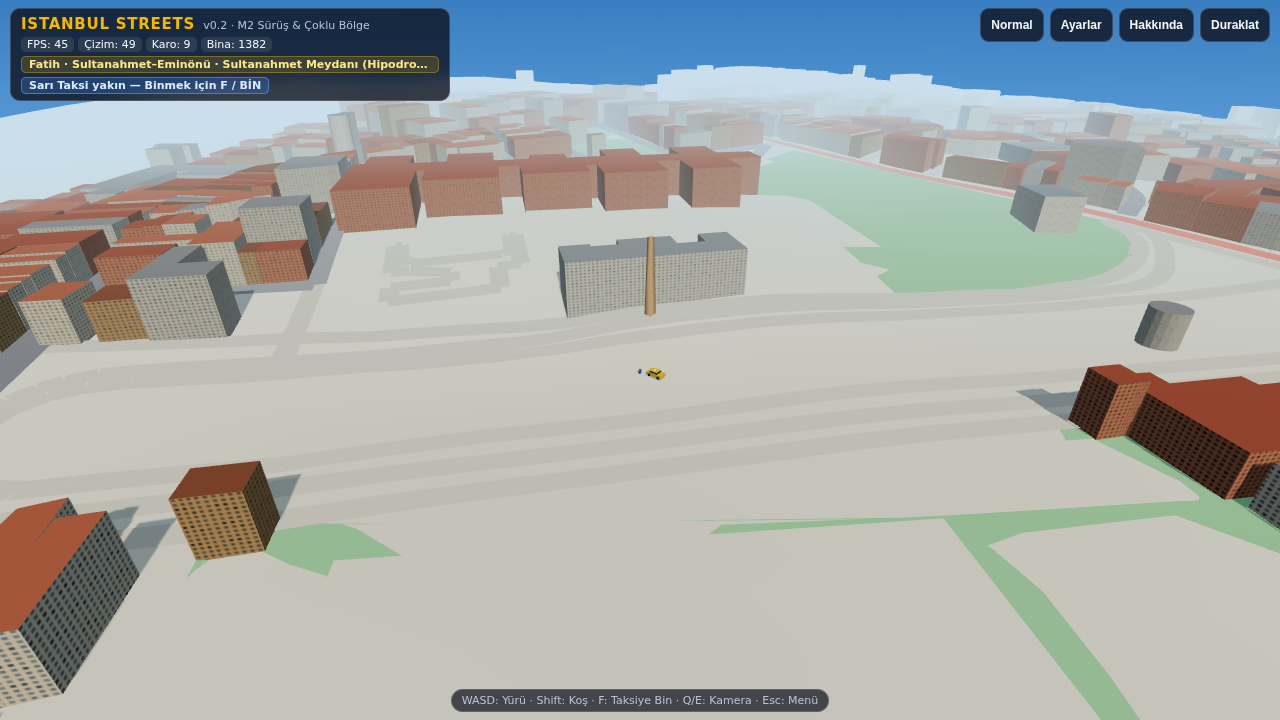 ISTANBUL STREETS v0.2 · M2 Sürüş & Çoklu Bölge
FPS: 45 Çizim: 49 Karo: 9 Bina: 1382
Fatih · Sultanahmet–Eminönü · Sultanahmet Meydanı (Hipodro…
Sarı Taksi yakın — Binmek için F / BİN
Normal Ayarlar Hakkında Duraklat
WASD: Yürü · Shift: Koş · F: Taksiye Bin · Q/E: Kamera · Esc: Menü